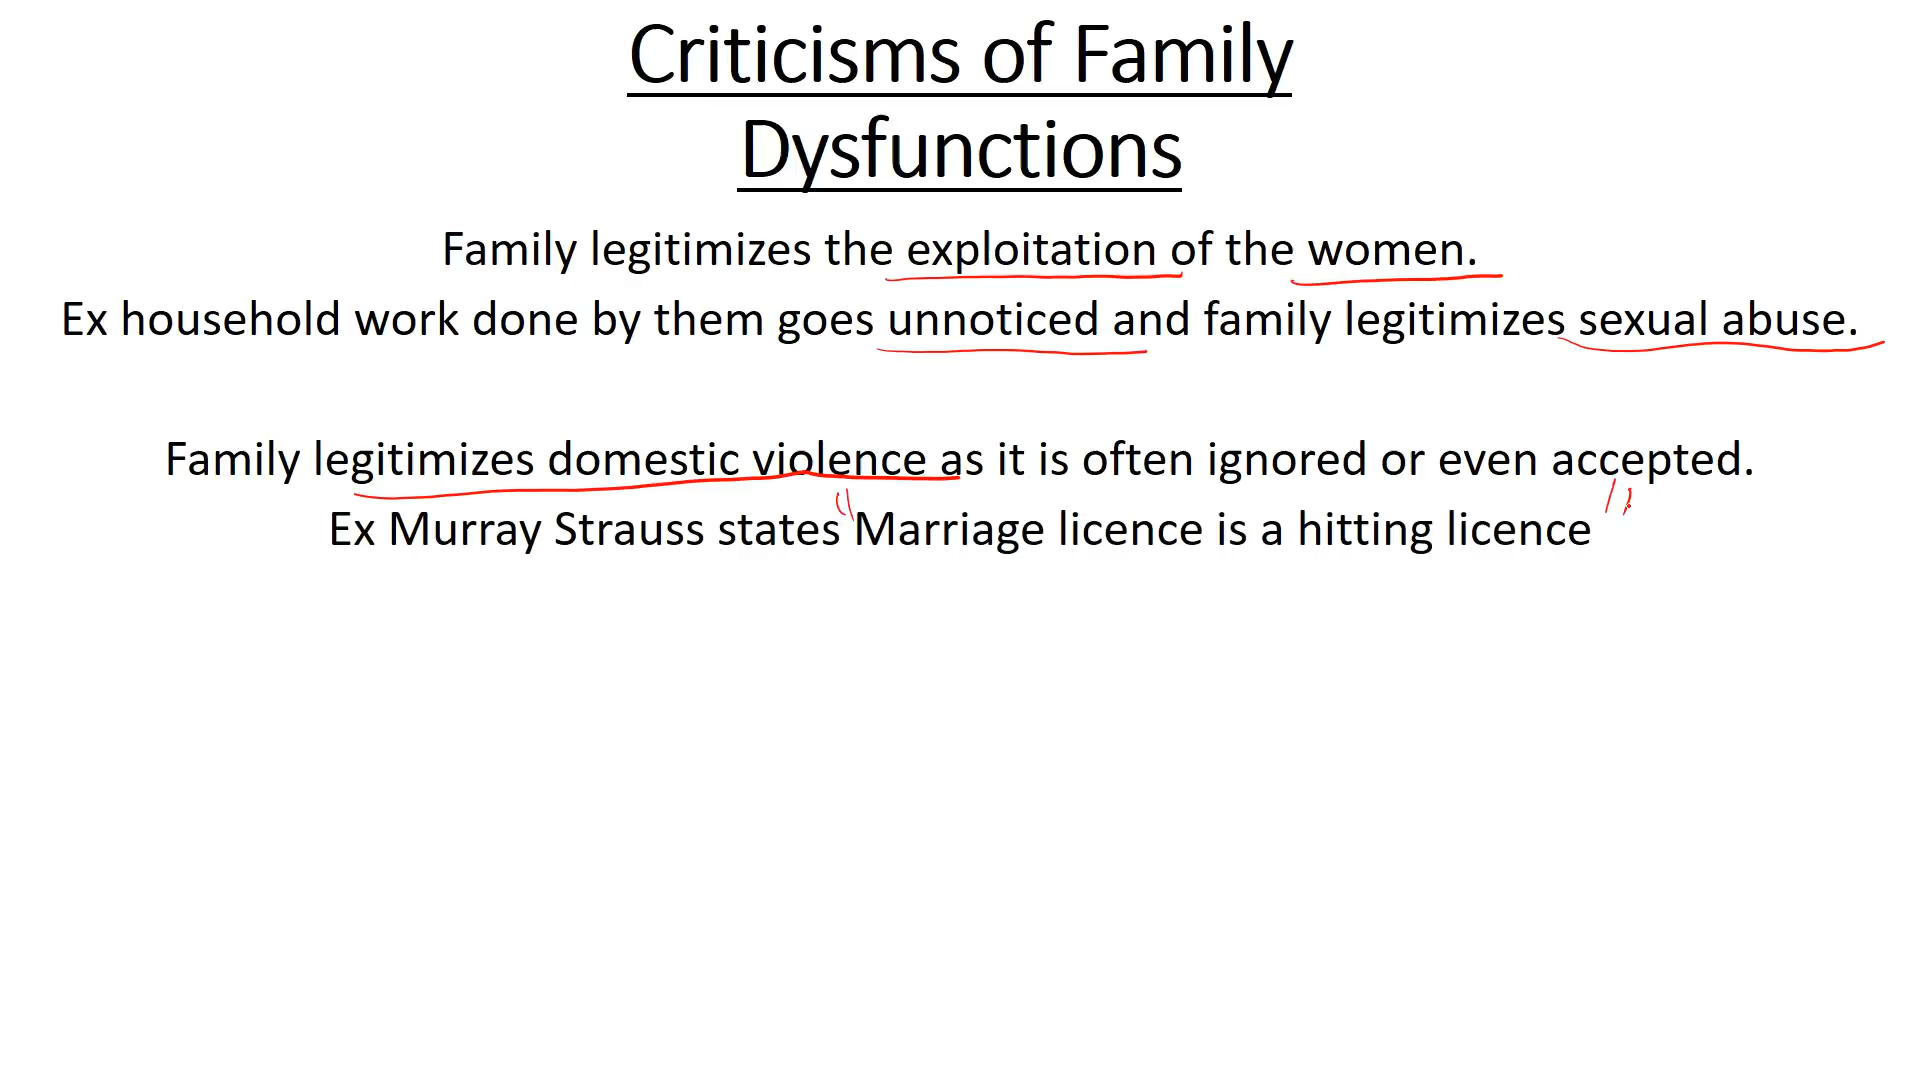 Criticisms of Family
Dysfunctions
Family legitimizes the exploitation of the women.
Ex household work done by them goes unnoticed and family legitimizes sexual abuse.
Family legitimizes domestic violence as it is often ignored or even accepted.
Ex Murray Strauss states "Marriage licence is a hitting licence"